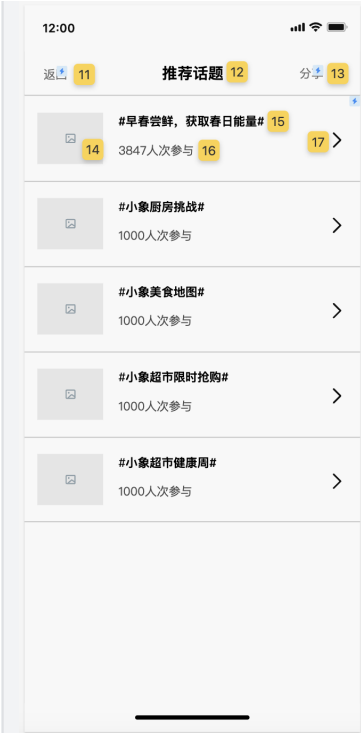 12:00
返回 11 推荐话题 12 分享 13
#早春尝鲜，获取春日能量# 15
14 3847人次参与 16 17
#小象厨房挑战#
1000人次参与
#小象美食地图#
1000人次参与
#小象超市限时抢购#
1000人次参与
#小象超市健康周#
1000人次参与